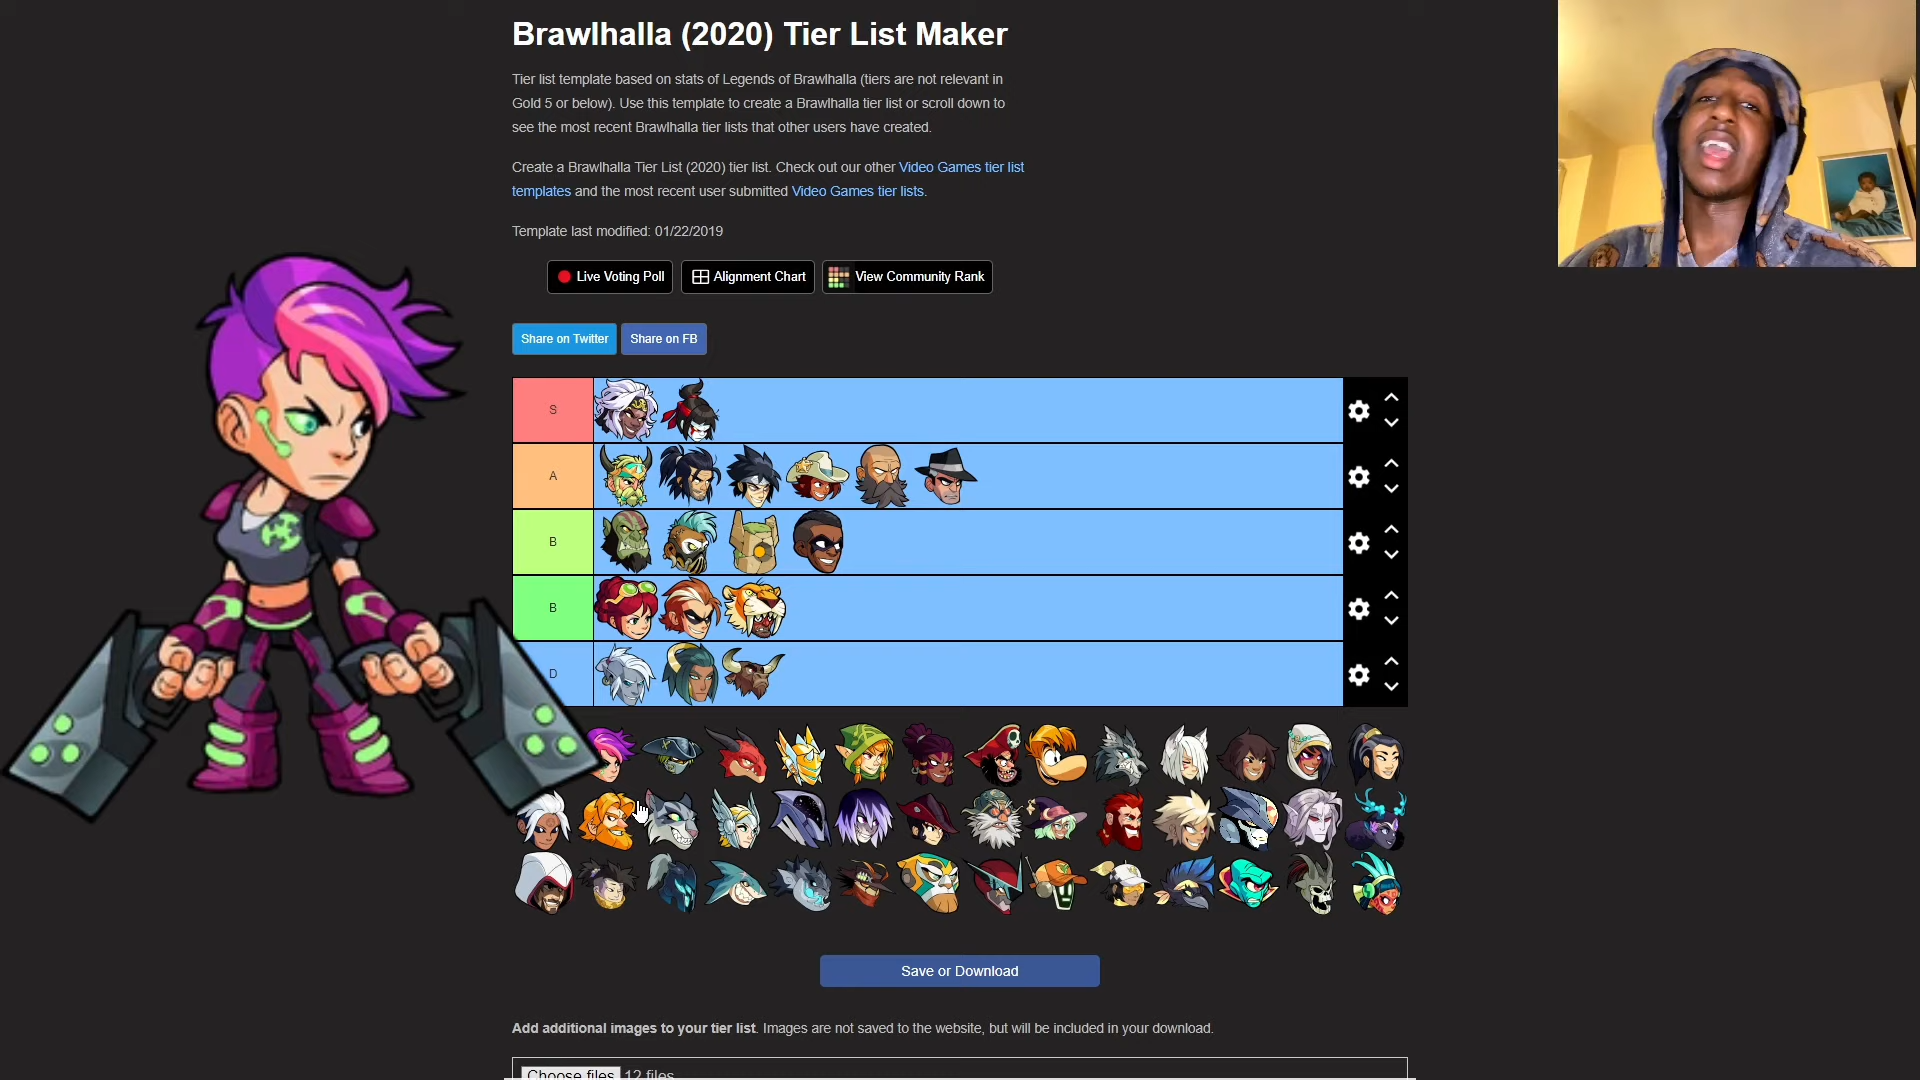 Brawlhalla (2020) Tier List Maker
Tier list template based on stats of Legends of Brawlhalla (tiers are not relevant in
Gold 5 or below). Use this template to create a Brawlhalla tier list or scroll down to
see the most recent Brawlhalla tier lists that other users have created.
Create a Brawlhalla Tier List (2020) tier list. Check out our other Video Games tier list
templates and the most recent user submitted Video Games tier lists.
Template last modified: 01/22/2019
Live Voting Poll Alignment Chart View Community Rank
Share on Twitter Share on FB
S
A
B
B
D
Save or Download
Add additional images to your tier list. Images are not saved to the website, but will be included in your download.
Choose files 12 files